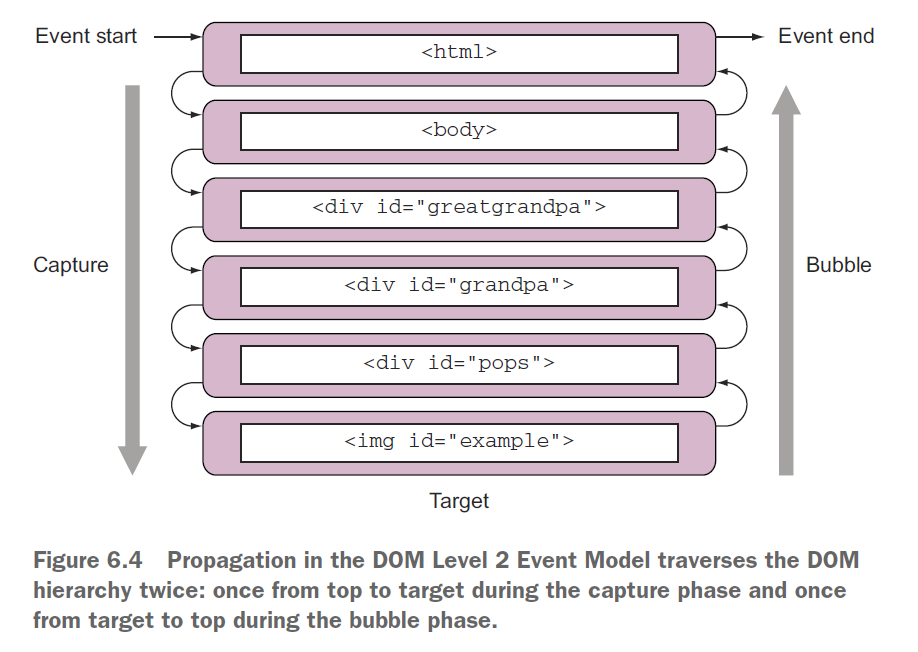 Event start
<html>
Event end
<body>
<div id="greatgrandpa">
Capture
<div id="grandpa">
Bubble
<div id="pops">
<img id="example">
Target
Figure 6.4 Propagation in the DOM Level 2 Event Model traverses the DOM
hierarchy twice: once from top to target during the capture phase and once
from target to top during the bubble phase.